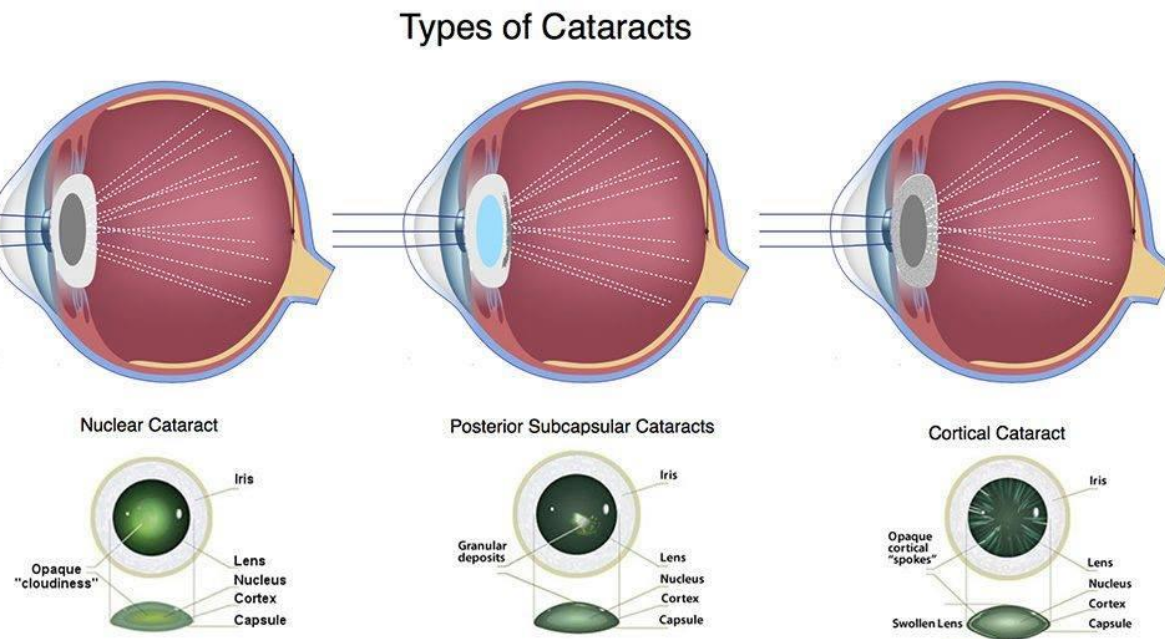 Types of Cataracts
Nuclear Cataract
Iris
Opaque
"cloudiness"
Lens
Nucleus
Cortex
Capsule
Posterior Subcapsular Cataracts
Iris
Granular
deposits
Lens
Nucleus
Cortex
Capsule
Cortical Cataract
Iris
Opaque
cortical
"spokes"
Lens
Nucleus
Cortex
Swollen Lens
Capsule